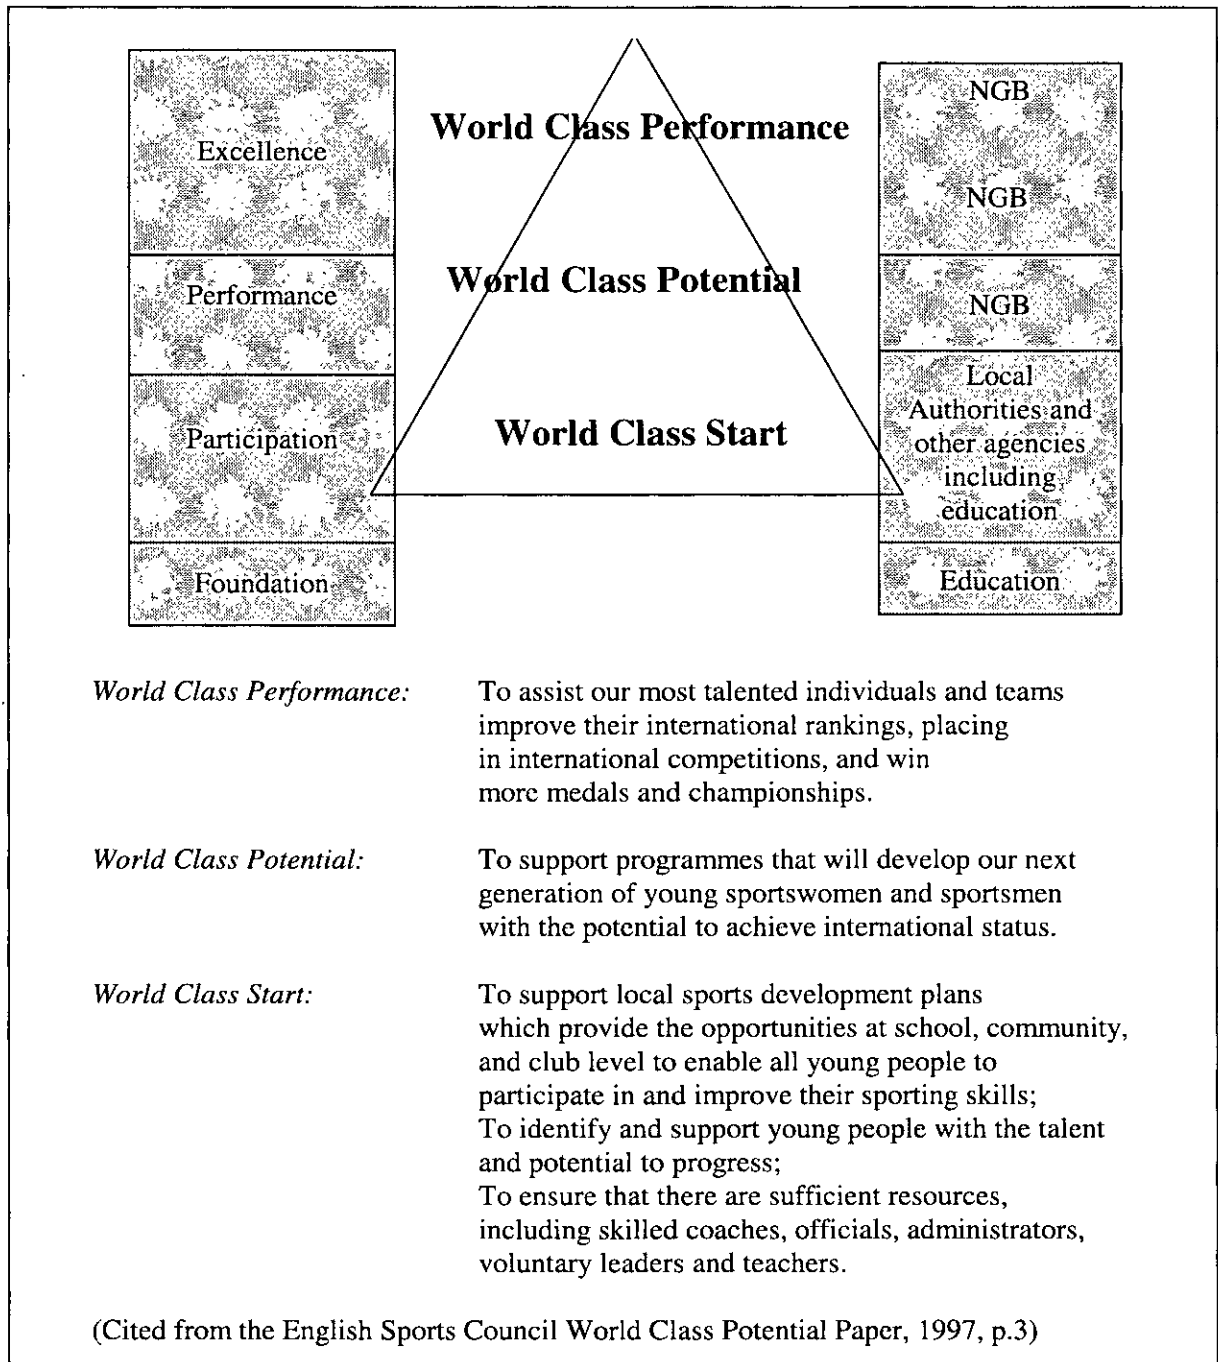 Excellence
Performance
Participation
Foundation
World Class Performance
World Class Potential
World Class Start
NGB
NGB
NGB
Local
Authorities and
other agencies
including
education
Education
World Class Performance: To assist our most talented individuals and teams
improve their international rankings, placing
in international competitions, and win
more medals and championships.
World Class Potential: To support programmes that will develop our next
generation of young sportswomen and sportsmen
with the potential to achieve international status.
World Class Start: To support local sports development plans
which provide the opportunities at school, community,
and club level to enable all young people to
participate in and improve their sporting skills;
To identify and support young people with the talent
and potential to progress;
To ensure that there are sufficient resources,
including skilled coaches, officials, administrators,
voluntary leaders and teachers.
(Cited from the English Sports Council World Class Potential Paper, 1997, p.3)